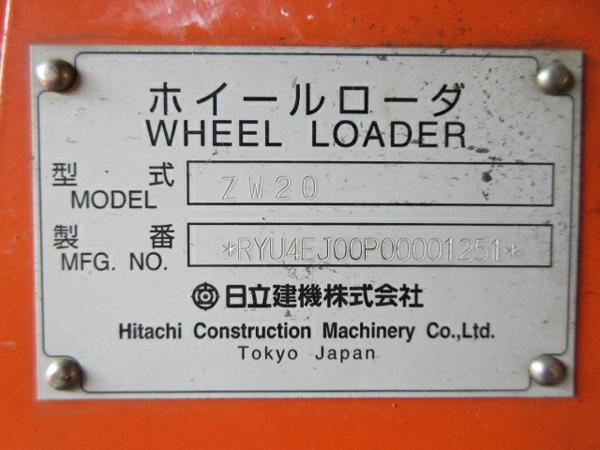 ホイールローダ
WHEEL LOADER
型式 ZW20
MODEL
製番 *RYU4EJ00P00001251*
MFG. NO.
日立建機株式会社
Hitachi Construction Machinery Co.,Ltd.
Tokyo Japan